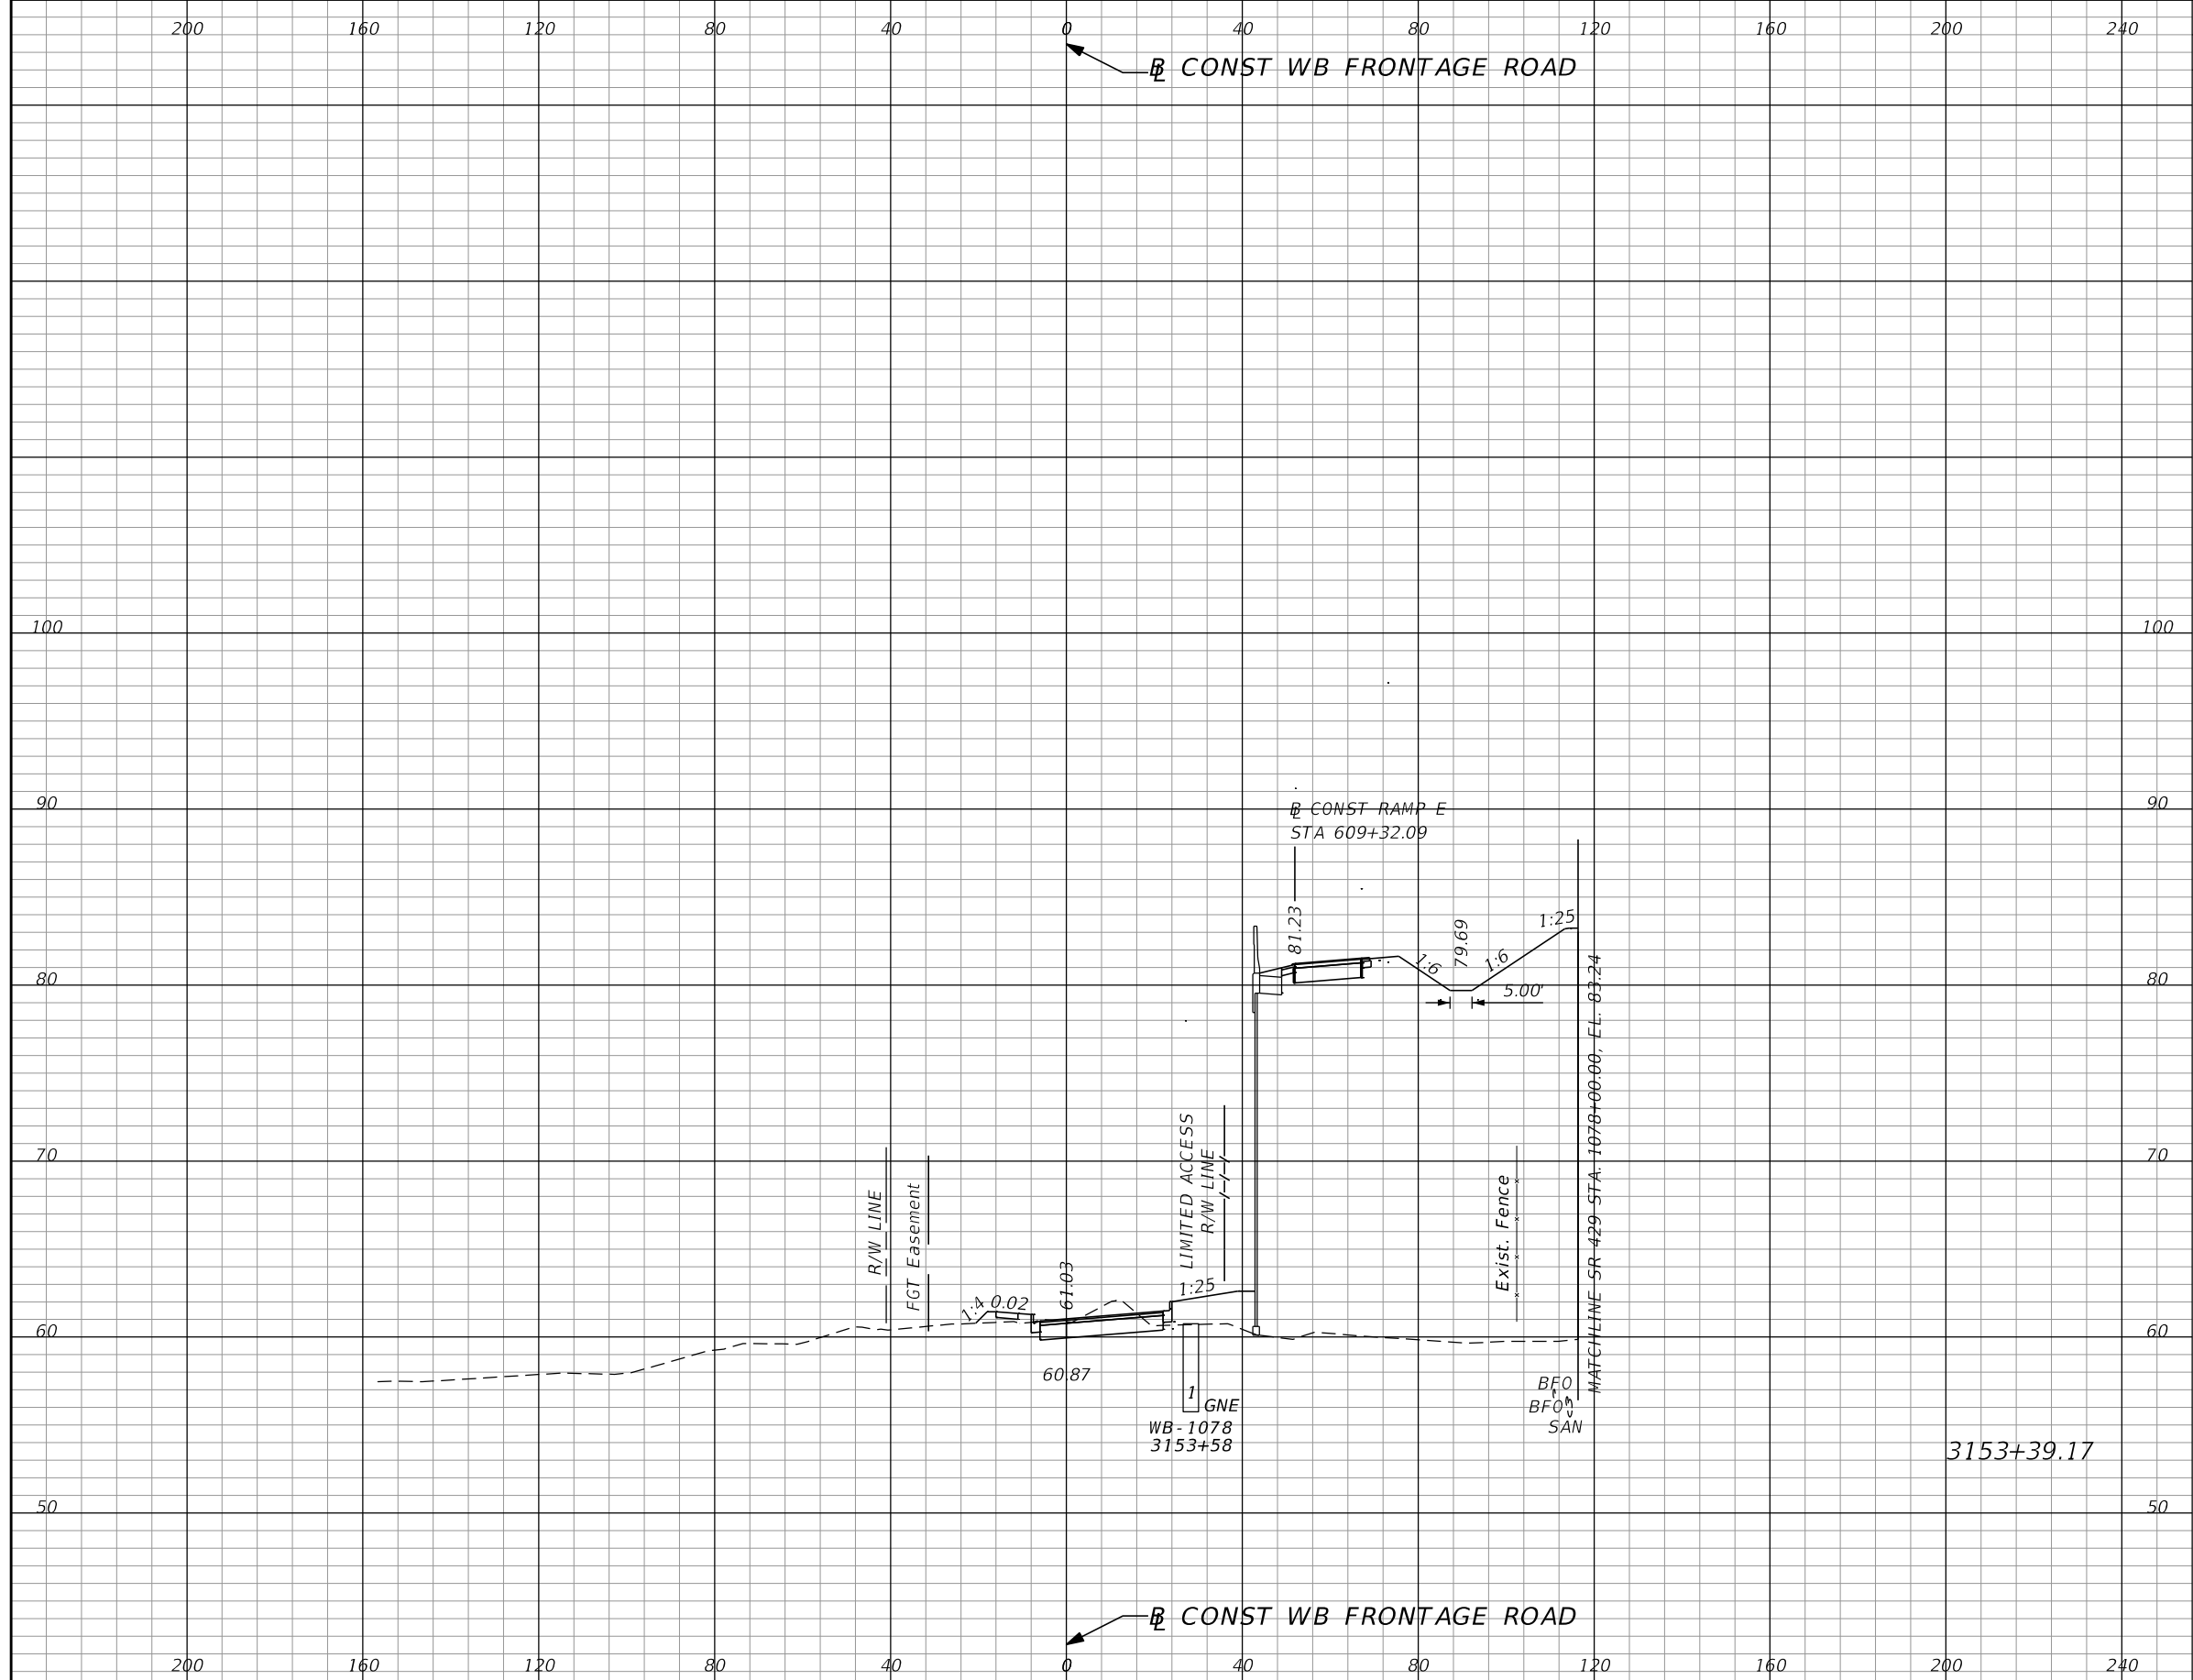 200 160 120 80 40 0 40 80 120 160 200 240
℄ CONST WB FRONTAGE ROAD
100 100
90 90
℄ CONST RAMP E
STA 609+32.09
81.23
79.69
1:25
1:6
1:6
5.00'
80 80
MATCHLINE SR 429 STA. 1078+00.00, EL. 83.24
70 70
R/W LINE
FGT Easement
LIMITED ACCESS
R/W LINE
Exist. Fence
61.03
1:4
0.02
1:25
60 60
60.87
1
GNE
WB-1078
3153+58
BFO
BFO
SAN
3153+39.17
50 50
℄ CONST WB FRONTAGE ROAD
200 160 120 80 40 0 40 80 120 160 200 240